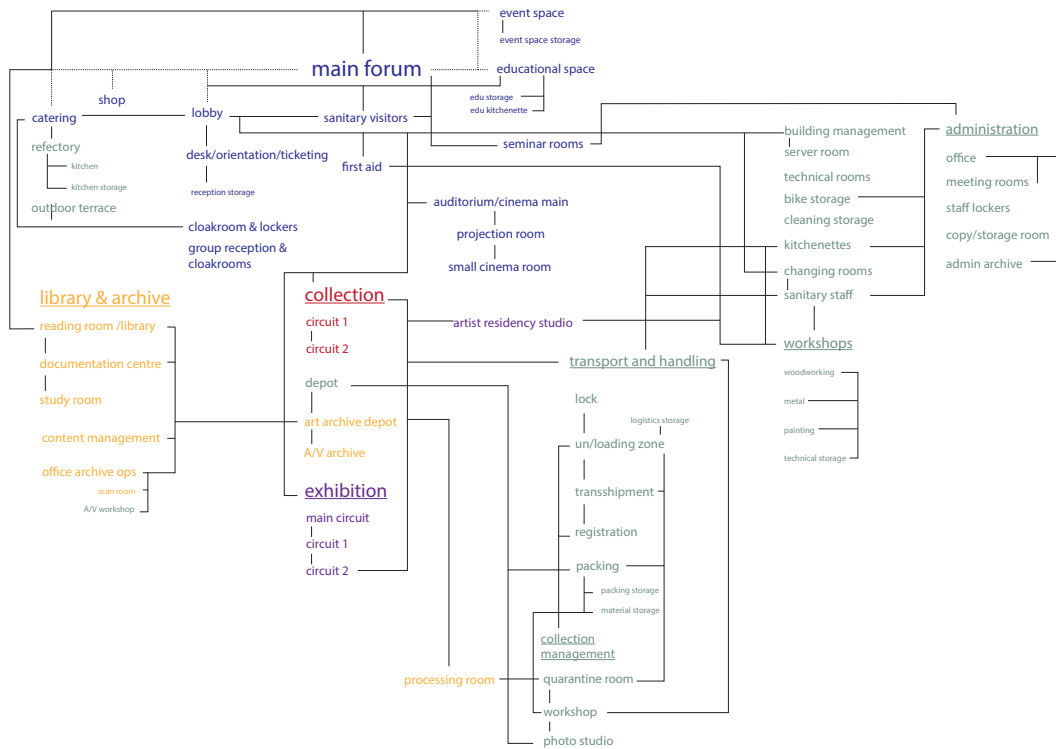 event space
event space storage
main forum
educational space
shop
edu storage
edu kitchenette
catering
lobby
sanitary visitors
seminar rooms
building management
administration
refectory
desk/orientation/ticketing
first aid
server room
office
kitchen
kitchen storage
reception storage
technical rooms
meeting rooms
outdoor terrace
auditorium/cinema main
bike storage
staff lockers
cloakroom & lockers
projection room
cleaning storage
copy/storage room
group reception &
cloakrooms
small cinema room
kitchenettes
changing rooms
admin archive
sanitary staff
library & archive
collection
reading room /library
circuit 1
circuit 2
artist residency studio
workshops
documentation centre
study room
depot
transport and handling
woodworking
metal
painting
technical storage
content management
art archive depot
A/V archive
lock
logistics storage
un/loading zone
office archive ops
scan room
A/V workshop
exhibition
main circuit
circuit 1
circuit 2
transshipment
registration
packing
packing storage
material storage
collection
management
processing room
quarantine room
workshop
photo studio